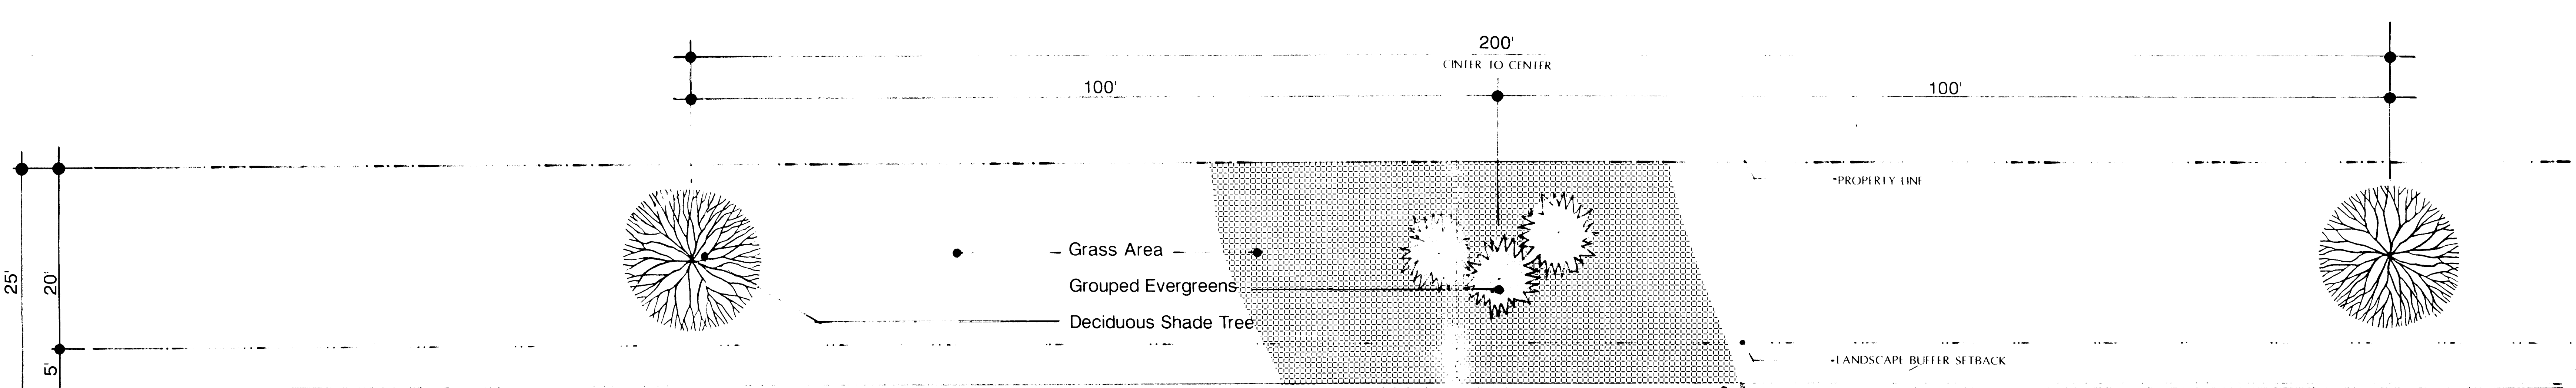 200'
CENTER TO CENTER
100'
100'
PROPERTY LINE
25'
20'
Grass Area
Grouped Evergreens
Deciduous Shade Tree
5'
LANDSCAPE BUFFER SETBACK